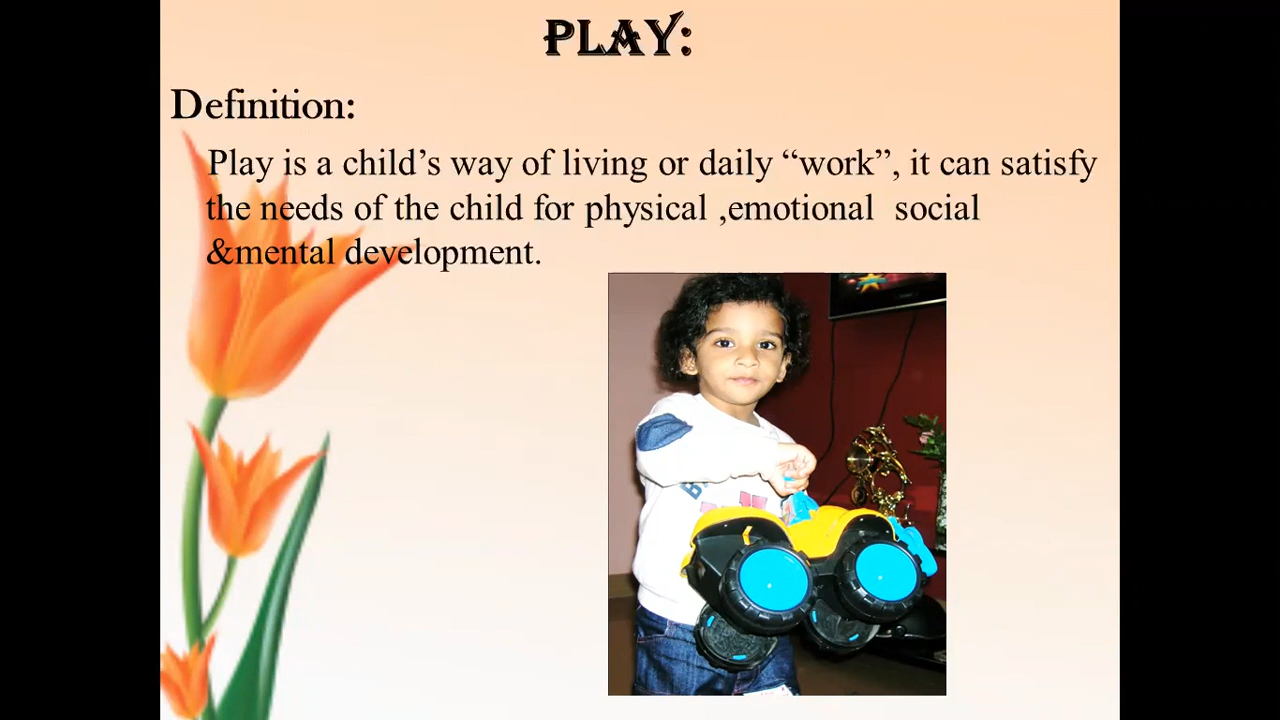 PLAY:
Definition:
Play is a child’s way of living or daily “work”, it can satisfy
the needs of the child for physical ,emotional  social
&mental development.